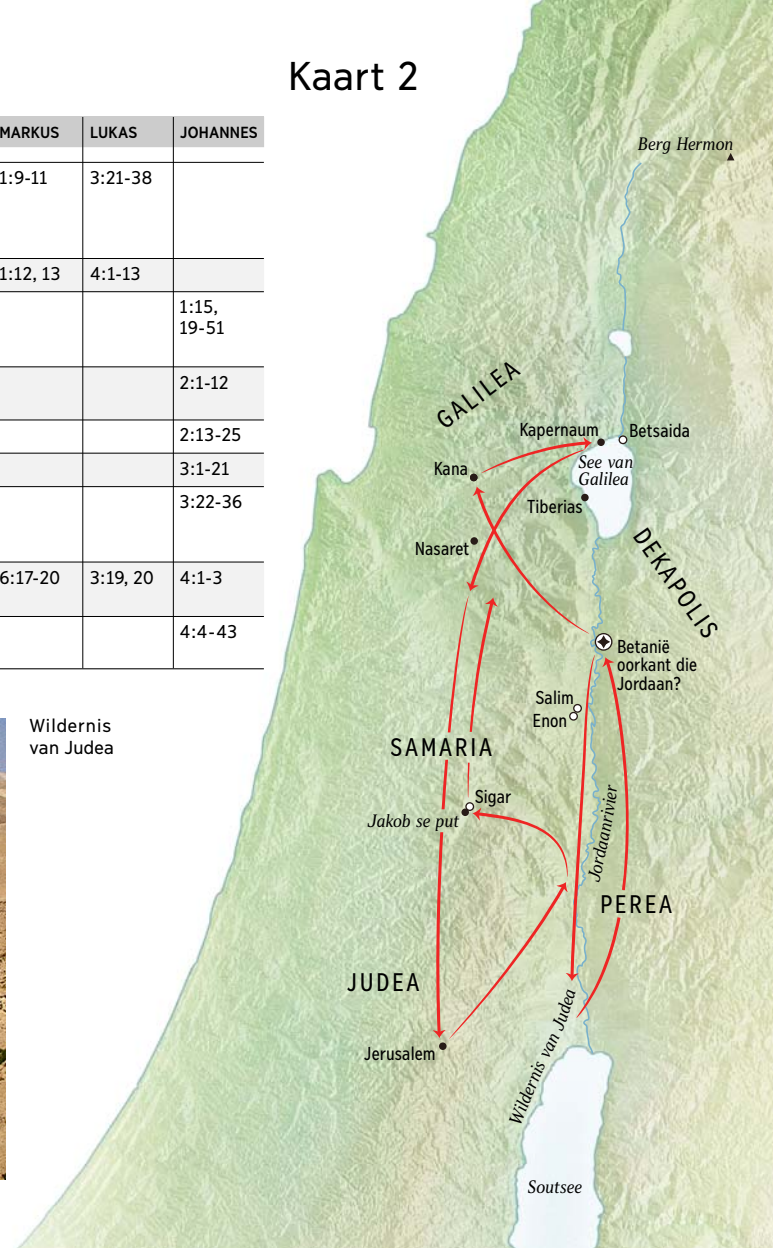 Kaart 2
MARKUS LUKAS JOHANNES
1:9-11 3:21-38
1:12, 13 4:1-13
1:15,
19-51
2:1-12
2:13-25
3:1-21
3:22-36
6:17-20 3:19, 20 4:1-3
4:4-43
Wildernis
van Judea
Berg Hermon
GALILEA
Kapernaum
Betsaida
Kana
See van
Galilea
Tiberias
Nasaret
DEKAPOLIS
Betanië
oorkant die
Jordaan?
Salim
Enon
SAMARIA
Sigar
Jakob se put
Jordaanrivier
PEREA
JUDEA
Wildernis van Judea
Jerusalem
Soutsee